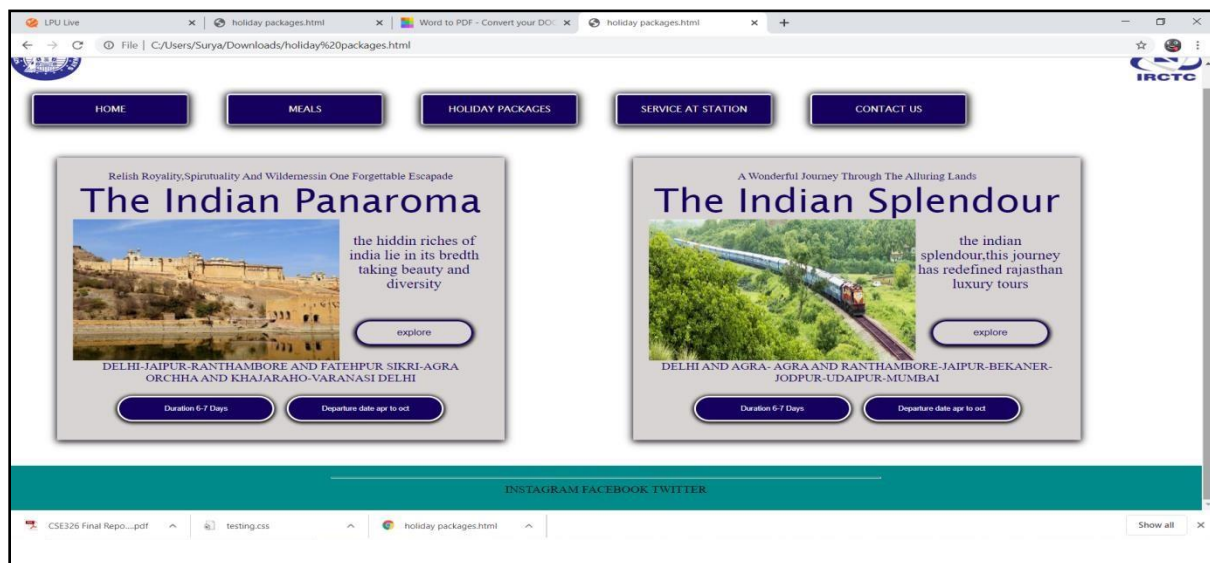 LPU Live
holiday packages.html
Word to PDF - Convert your DOC
holiday packages.html
File | C:/Users/Surya/Downloads/holiday%20packages.html
IRCTC
HOME
MEALS
HOLIDAY PACKAGES
SERVICE AT STATION
CONTACT US
Relish Royality,Spirutuality And Wildernessin One Forgettable Escapade
The Indian Panaroma
the hiddin riches of
india lie in its bredth
taking beauty and
diversity
explore
DELHI-JAIPUR-RANTHAMBORE AND FATEHPUR SIKRI-AGRA
ORCHHA AND KHAJARAHO-VARANASI DELHI
Duration 6-7 Days
Departure date apr to oct
A Wonderful Journey Through The Alluring Lands
The Indian Splendour
the indian
splendour,this journey
has redefined rajasthan
luxury tours
explore
DELHI AND AGRA- AGRA AND RANTHAMBORE-JAIPUR-BEKANER-
JODPUR-UDAIPUR-MUMBAI
Duration 6-7 Days
Departure date apr to oct
INSTAGRAM FACEBOOK TWITTER
CSE326 Final Repo....pdf
testing.css
holiday packages.html
Show all